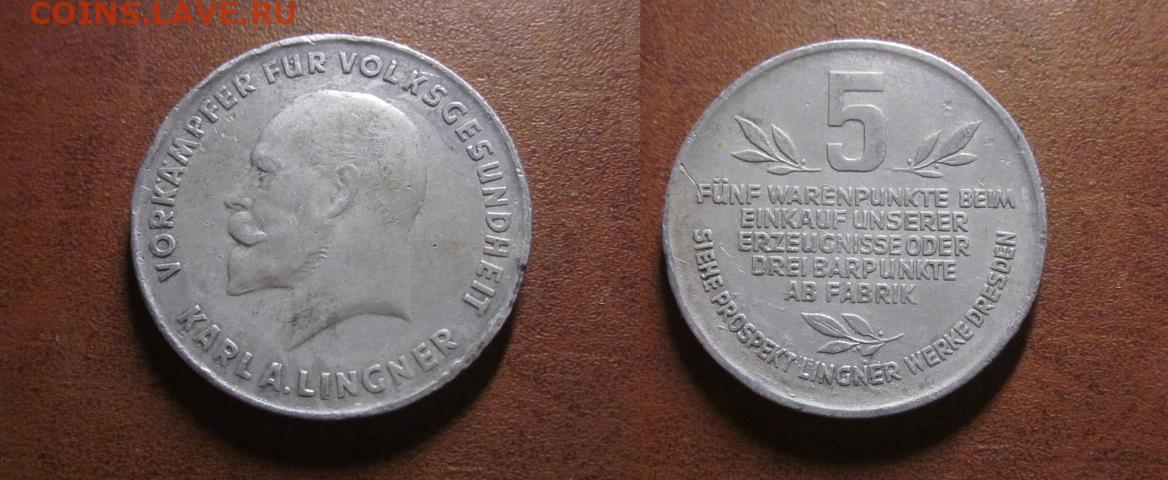 COINS.LAVE.RU
VORKÄMPFER FÜR VOLKSGESUNDHEIT
KARL A. LINGNER
5
FÜNF WARENPUNKTE BEIM
EINKAUF UNSERER
ERZEUGNISSE ODER
DREI BARPUNKTE
AB FABRIK
SIEHE PROSPEKT LINGNER WERKE DRESDEN